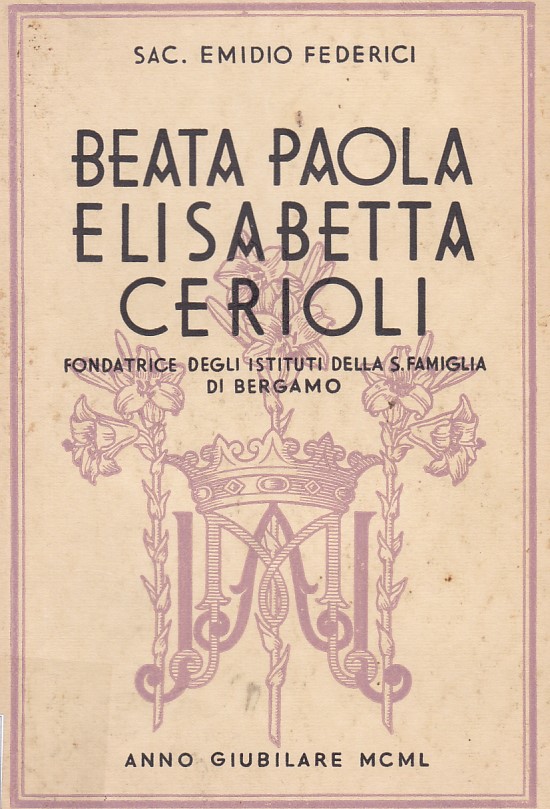 SAC. EMIDIO FEDERICI
BEATA PAOLA
ELISABETTA
CERIOLI
FONDATRICE DEGLI ISTITUTI DELLA S. FAMIGLIA
DI BERGAMO
ANNO GIUBILARE MCML